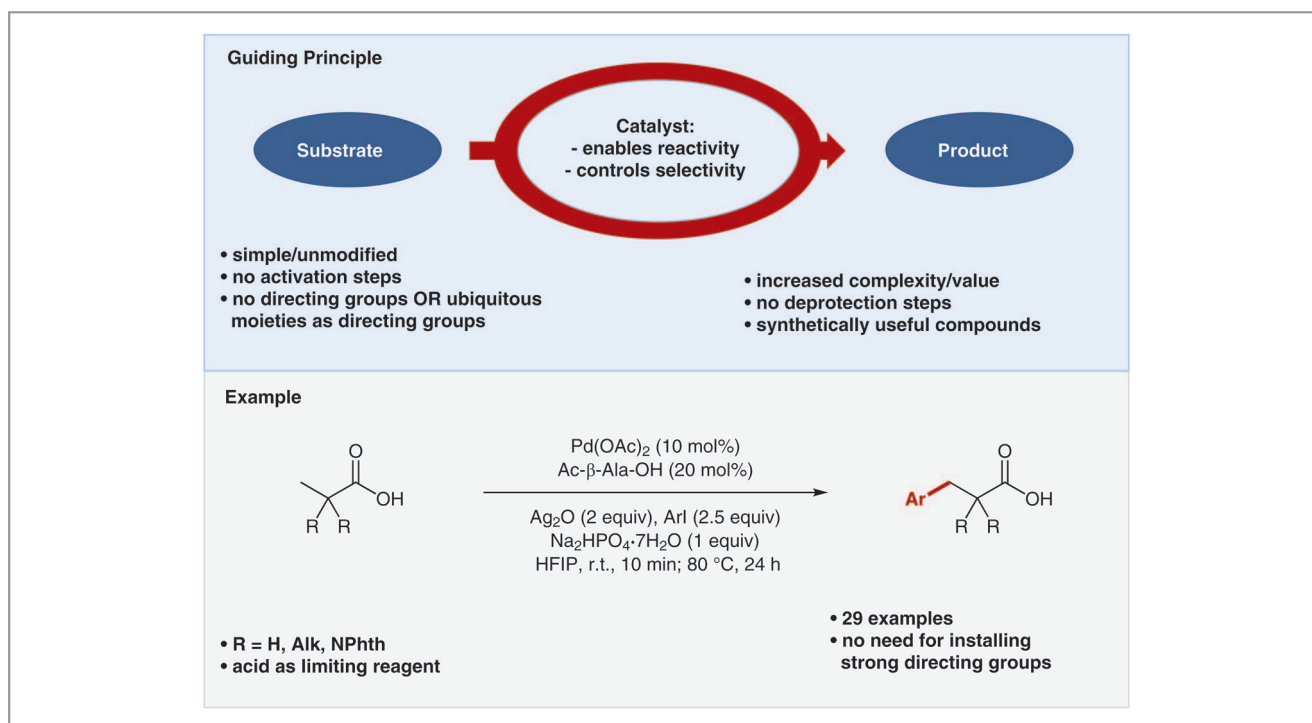 Guiding Principle
Substrate
Catalyst:
- enables reactivity
- controls selectivity
Product
• simple/unmodified
• no activation steps
• no directing groups OR ubiquitous
moieties as directing groups
• increased complexity/value
• no deprotection steps
• synthetically useful compounds
Example
O
OH
R R
Pd(OAc)₂ (10 mol%)
Ac-β-Ala-OH (20 mol%)
Ag₂O (2 equiv), ArI (2.5 equiv)
Na₂HPO₄·7H₂O (1 equiv)
HFIP, r.t., 10 min; 80 °C, 24 h
O
Ar
OH
R R
• R = H, Alk, NPhth
• acid as limiting reagent
• 29 examples
• no need for installing
strong directing groups